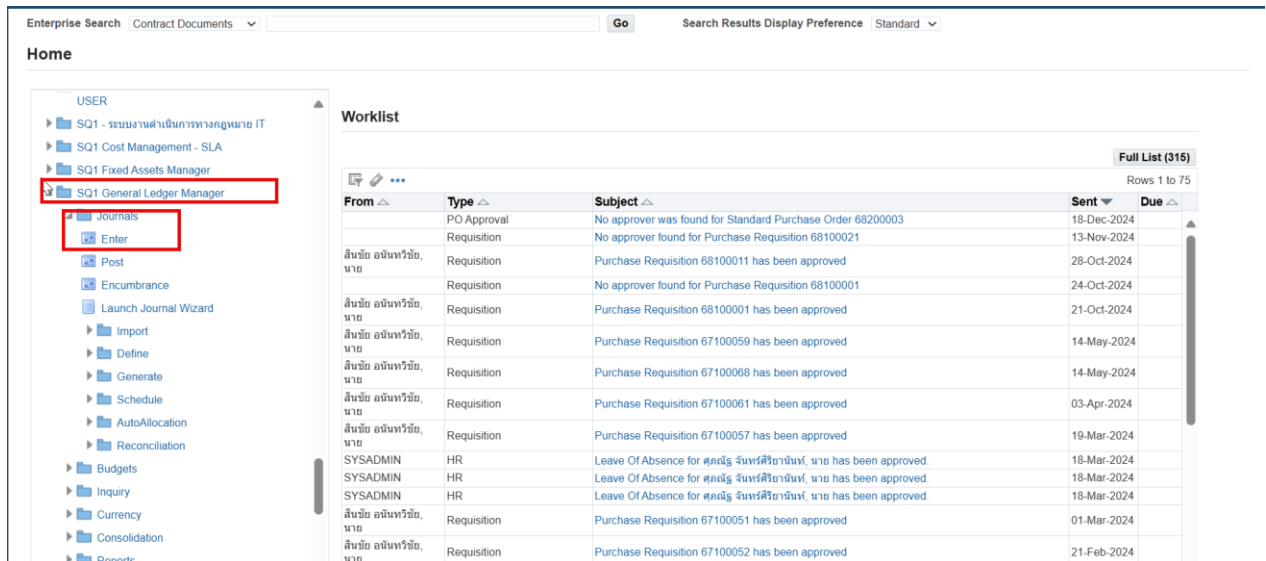 Enterprise Search Contract Documents Go Search Results Display Preference Standard
Home
USER
SQ1 - ระบบงานดำเนินการทางกฎหมาย IT
SQ1 Cost Management - SLA
SQ1 Fixed Assets Manager
SQ1 General Ledger Manager
Journals
Enter
Post
Encumbrance
Launch Journal Wizard
Import
Define
Generate
Schedule
AutoAllocation
Reconciliation
Budgets
Inquiry
Currency
Consolidation
Reports
Worklist
Full List (315)
Rows 1 to 75
From Type Subject Sent Due
PO Approval No approver was found for Standard Purchase Order 68200003 18-Dec-2024
Requisition No approver found for Purchase Requisition 68100021 13-Nov-2024
สินชัย อนันทวิชัย,
นาย Requisition Purchase Requisition 68100011 has been approved 28-Oct-2024
Requisition No approver found for Purchase Requisition 68100001 24-Oct-2024
สินชัย อนันทวิชัย,
นาย Requisition Purchase Requisition 68100001 has been approved 21-Oct-2024
สินชัย อนันทวิชัย,
นาย Requisition Purchase Requisition 67100059 has been approved 14-May-2024
สินชัย อนันทวิชัย,
นาย Requisition Purchase Requisition 67100068 has been approved 14-May-2024
สินชัย อนันทวิชัย,
นาย Requisition Purchase Requisition 67100061 has been approved 03-Apr-2024
สินชัย อนันทวิชัย,
นาย Requisition Purchase Requisition 67100057 has been approved 19-Mar-2024
SYSADMIN HR Leave Of Absence for ศุภณัฐ จันทร์ศิริยานันท์, นาย has been approved. 18-Mar-2024
SYSADMIN HR Leave Of Absence for ศุภณัฐ จันทร์ศิริยานันท์, นาย has been approved. 18-Mar-2024
SYSADMIN HR Leave Of Absence for ศุภณัฐ จันทร์ศิริยานันท์, นาย has been approved. 18-Mar-2024
สินชัย อนันทวิชัย,
นาย Requisition Purchase Requisition 67100051 has been approved 01-Mar-2024
สินชัย อนันทวิชัย,
นาย Requisition Purchase Requisition 67100052 has been approved 21-Feb-2024